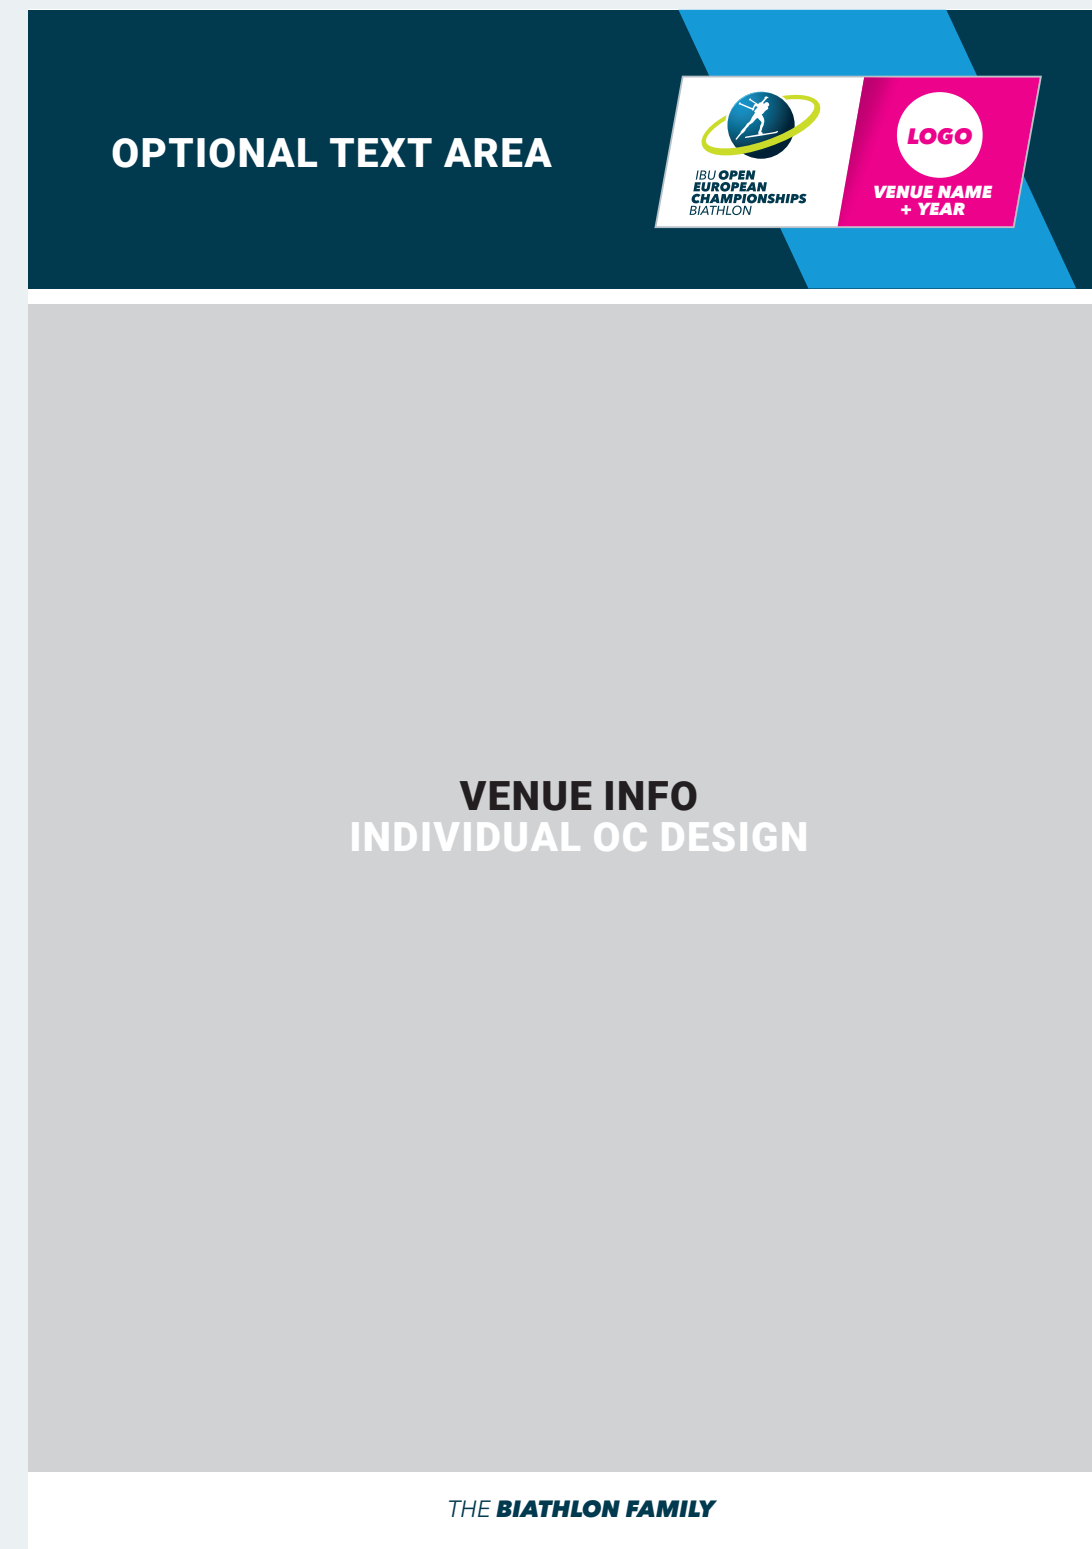 OPTIONAL TEXT AREA
IBU OPEN
EUROPEAN
CHAMPIONSHIPS
BIATHLON
LOGO
VENUE NAME
+ YEAR
VENUE INFO
INDIVIDUAL OC DESIGN
THE BIATHLON FAMILY